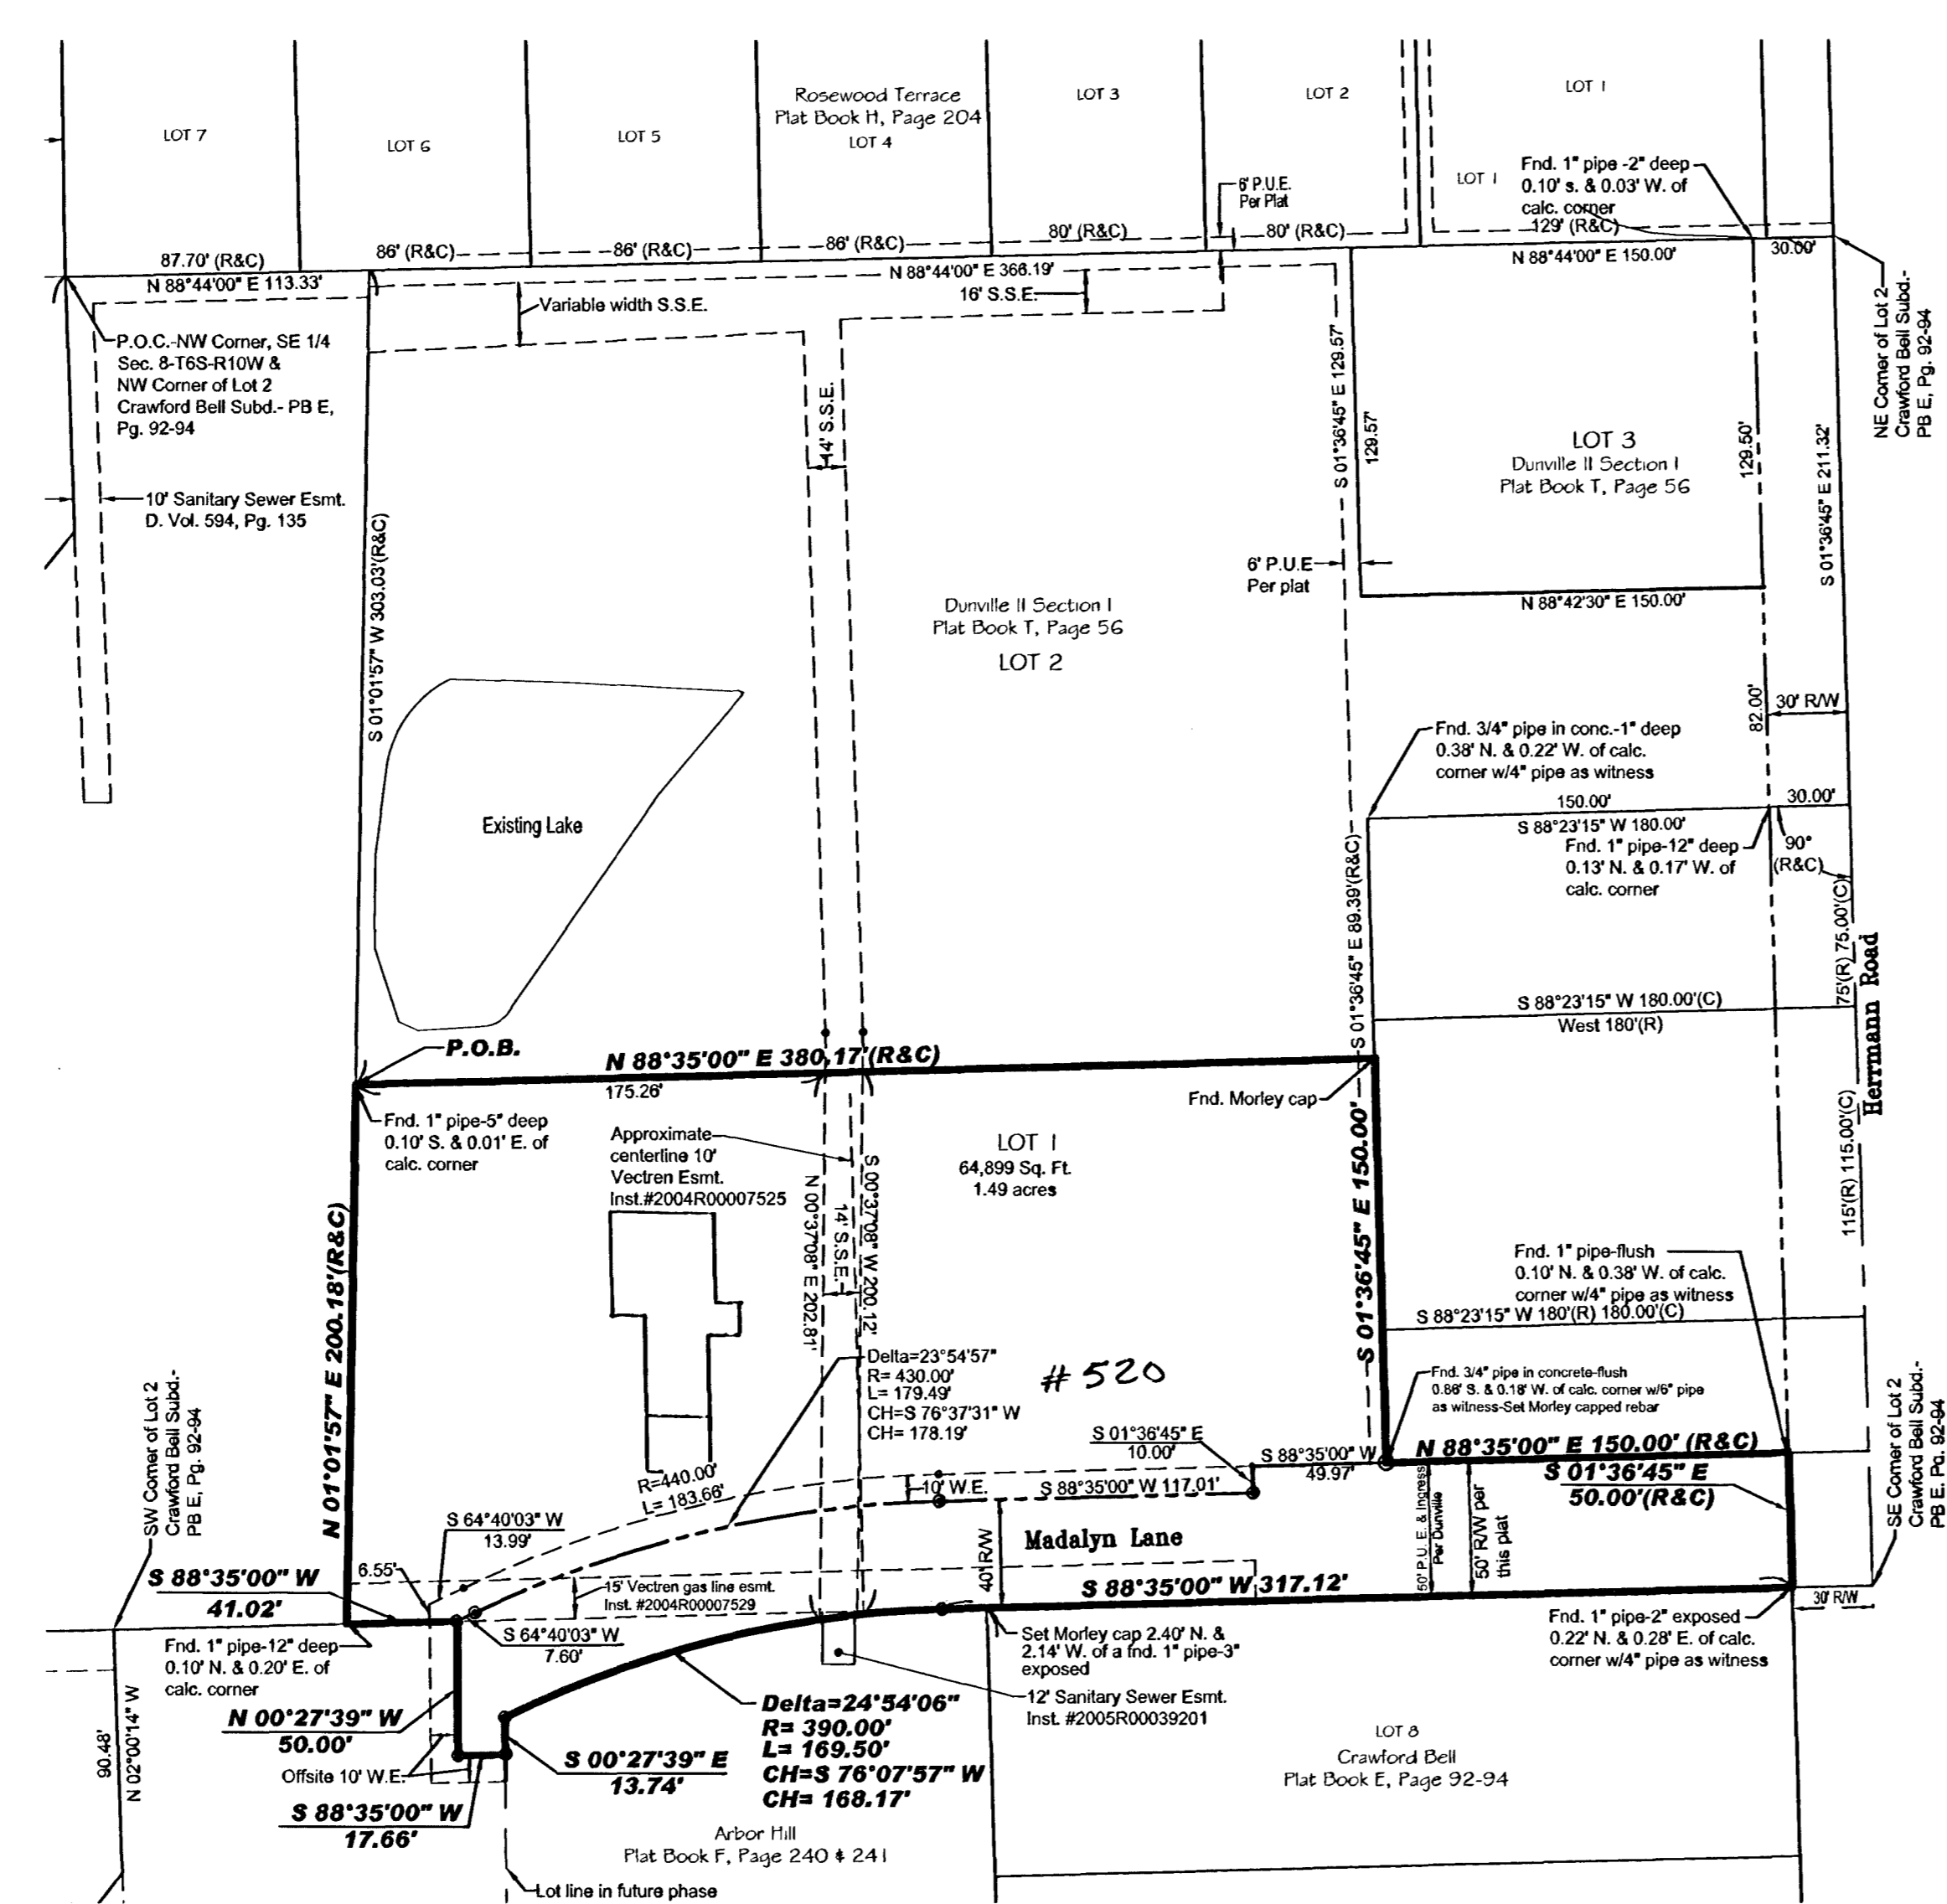 LOT 7
LOT 6
LOT 5
Rosewood Terrace
Plat Book H, Page 204
LOT 4
LOT 3
LOT 2
LOT 1
LOT 1
Fnd. 1" pipe -2" deep
0.10' s. & 0.03' W. of
calc. corner
6' P.U.E.
Per Plat
87.70' (R&C)
86' (R&C)
86' (R&C)
86' (R&C)
80' (R&C)
80' (R&C)
129' (R&C)
N 88°44'00" E 113.33'
N 88°44'00" E 366.19'
N 88°44'00" E 150.00'
30.00'
16' S.S.E.
Variable width S.S.E.
NE Corner of Lot 2
Crawford Bell Subd.-
PB E, Pg. 92-94
P.O.C.-NW Corner, SE 1/4
Sec. 8-T6S-R10W &
NW Corner of Lot 2
Crawford Bell Subd.- PB E,
Pg. 92-94
14' S.S.E.
S 01°36'45" E 129.57'
129.57'
LOT 3
Dunville II Section I
Plat Book T, Page 56
129.50'
S 01°36'45" E 211.32'
10' Sanitary Sewer Esmt.
D. Vol. 594, Pg. 135
S 01°01'57" W 303.03'(R&C)
6' P.U.E
Per plat
N 88°42'30" E 150.00'
Dunville II Section I
Plat Book T, Page 56
LOT 2
82.00'
30' R/W
Fnd. 3/4" pipe in conc.-1" deep
0.38' N. & 0.22' W. of calc.
corner w/4" pipe as witness
Existing Lake
150.00'
30.00'
S 88°23'15" W 180.00'
Fnd. 1" pipe-12" deep
0.13' N. & 0.17' W. of
calc. corner
90°
(R&C)
S 01°36'45" E 89.39'(R&C)
75'(R) 75.00'(C)
Herrmann Road
S 88°23'15" W 180.00'(C)
West 180'(R)
P.O.B.
N 88°35'00" E 380.17'(R&C)
175.26'
Fnd. Morley cap
Fnd. 1" pipe-5" deep
0.10' S. & 0.01' E. of
calc. corner
Approximate
centerline 10'
Vectren Esmt.
Inst.#2004R00007525
LOT 1
64,899 Sq. Ft.
1.49 acres
N 00°37'08" E 202.81'
14' S.S.E.
S 00°37'08" W 200.12'
S 01°36'45" E 150.00'
115'(R) 115.00'(C)
N 01°01'57" E 200.18'(R&C)
Fnd. 1" pipe-flush
0.10' N. & 0.38' W. of calc.
corner w/4" pipe as witness
S 88°23'15" W 180'(R) 180.00'(C)
Delta=23°54'57"
R= 430.00'
L= 179.49'
CH=S 76°37'31" W
CH= 178.19'
#520
Fnd. 3/4" pipe in concrete-flush
0.86' S. & 0.18' W. of calc. corner w/6" pipe
as witness-Set Morley capped rebar
SW Corner of Lot 2
Crawford Bell Subd.-
PB E, Pg. 92-94
S 01°36'45" E
10.00'
S 88°35'00" W
49.97'
N 88°35'00" E 150.00' (R&C)
S 01°36'45" E
50.00'(R&C)
SE Corner of Lot 2
Crawford Bell Subd.-
PB E. Pg. 92-94
R=440.00'
L= 183.66'
10' W.E.
S 88°35'00" W 117.01'
S 64°40'03" W
13.99'
Madalyn Lane
40' R/W
50' P.U.E. & Ingress
Per Dunville
50' R/W per
this plat
6.55'
S 88°35'00" W
41.02'
15' Vectren gas line esmt.
Inst. #2004R00007529
S 88°35'00" W 317.12'
30' R/W
Fnd. 1" pipe-12" deep
0.10' N. & 0.20' E. of
calc. corner
S 64°40'03" W
7.60'
Set Morley cap 2.40' N. &
2.14' W. of a fnd. 1" pipe-3"
exposed
Fnd. 1" pipe-2" exposed
0.22' N. & 0.28' E. of calc.
corner w/4" pipe as witness
12' Sanitary Sewer Esmt.
Inst. #2005R00039201
90.48'
N 02°00'14" W
N 00°27'39" W
50.00'
Delta=24°54'06"
R= 390.00'
L= 169.50'
CH=S 76°07'57" W
CH= 168.17'
S 00°27'39" E
13.74'
Offsite 10' W.E.
S 88°35'00" W
17.66'
LOT 8
Crawford Bell
Plat Book E, Page 92-94
Arbor Hill
Plat Book F, Page 240 & 241
Lot line in future phase